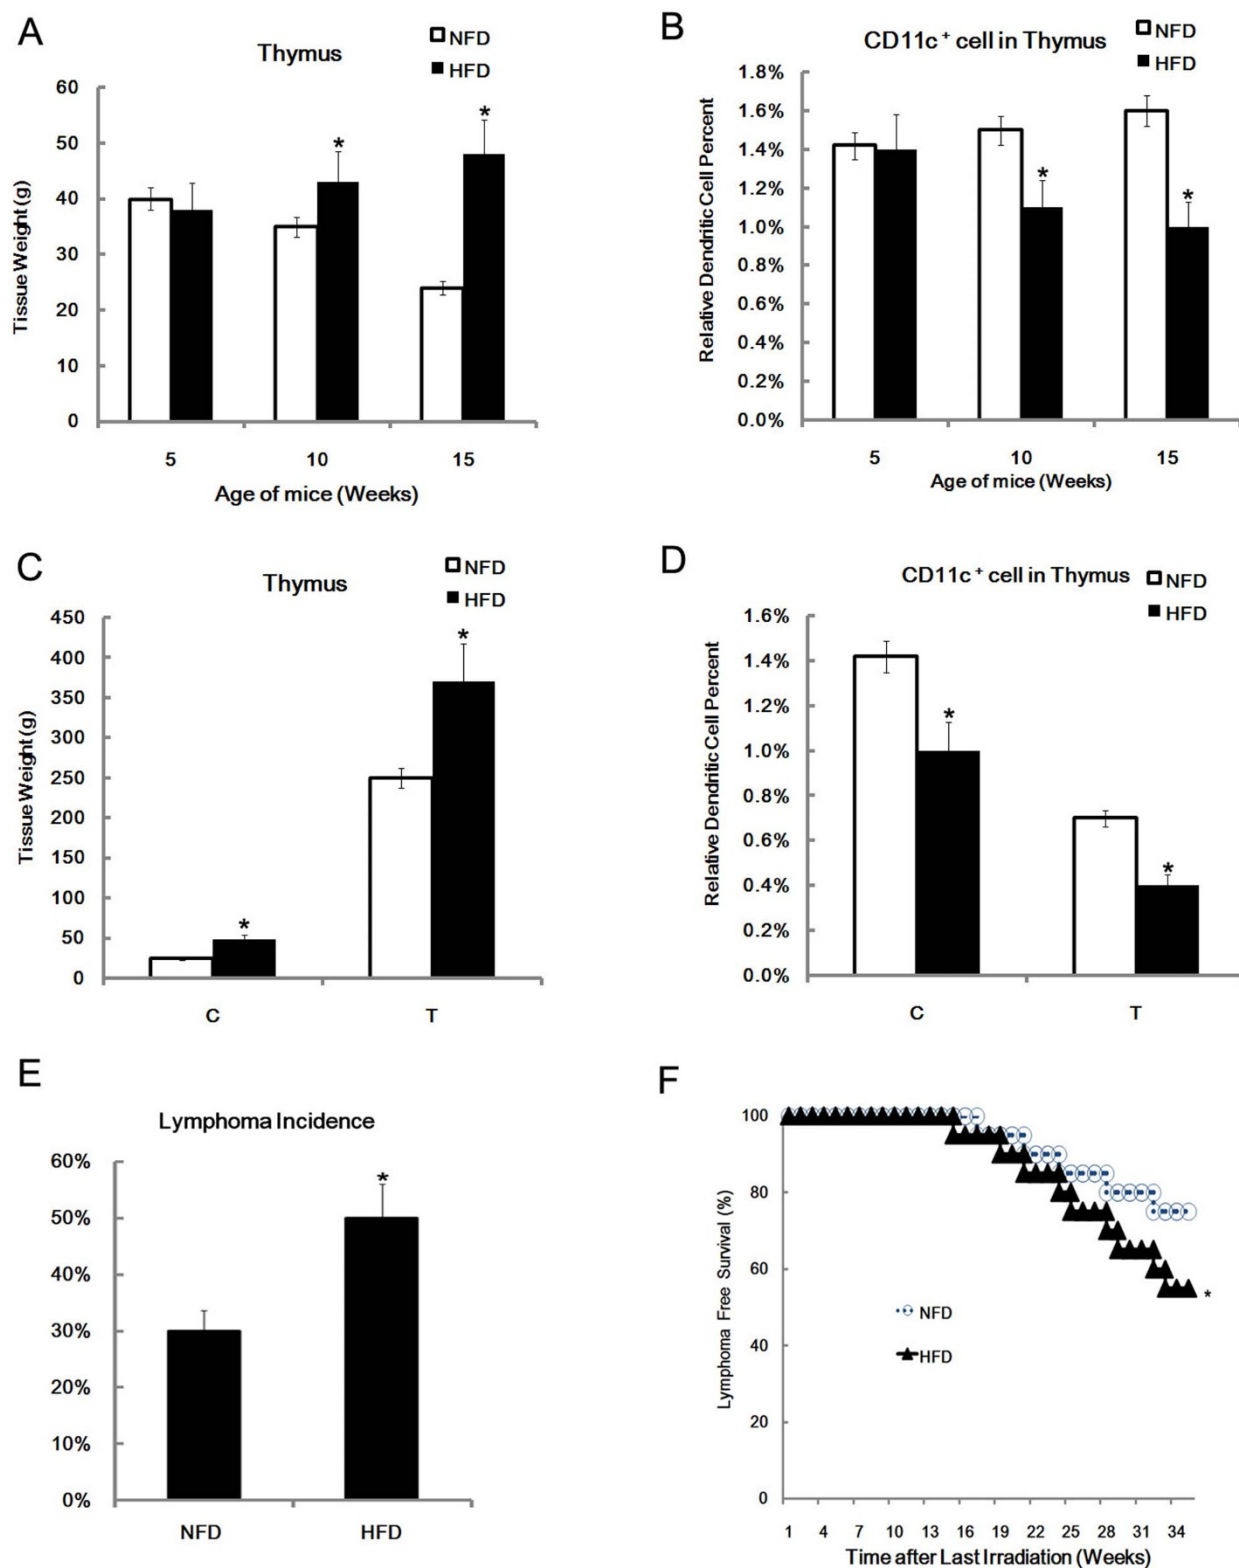 A
Thymus
NFD
HFD
60
50
40
30
20
10
0
Tissue Weight (g)
*
*
5 10 15
Age of mice (Weeks)
B
CD11c + cell in Thymus
NFD
HFD
1.8%
1.6%
1.4%
1.2%
1.0%
0.8%
0.6%
0.4%
0.2%
0.0%
Relative Dendritic Cell Percent
*
*
5 10 15
Age of mice (Weeks)
C
Thymus
NFD
HFD
450
400
350
300
250
200
150
100
50
0
Tissue Weight (g)
*
*
C T
D
CD11c + cell in Thymus
NFD
HFD
1.6%
1.4%
1.2%
1.0%
0.8%
0.6%
0.4%
0.2%
0.0%
Relative Dendritic Cell Percent
*
*
C T
E
Lymphoma Incidence
60%
50%
40%
30%
20%
10%
0%
*
NFD HFD
F
100
80
60
40
20
0
Lymphoma Free Survival (%)
NFD
HFD
*
1 4 7 10 13 16 19 22 25 28 31 34
Time after Last Irradiation (Weeks)